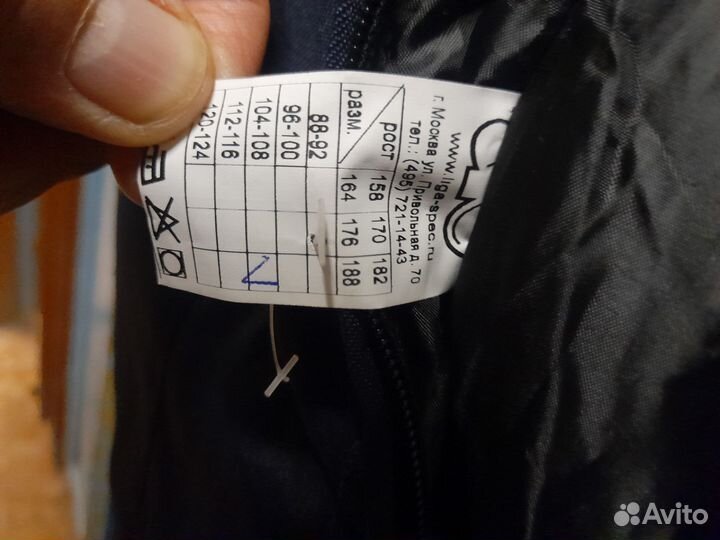 www.liga-spec.ru
г. Москва ул. Привольная д. 70
тел.: (495) 721-14-43
рост 158 170 182
разм. 164 176 188
88-92
96-100
104-108
112-116
120-124
Avito